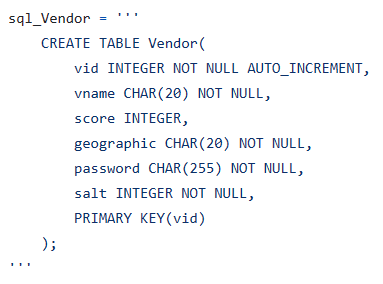 sql_Vendor = '''
    CREATE TABLE Vendor(
        vid INTEGER NOT NULL AUTO_INCREMENT,
        vname CHAR(20) NOT NULL,
        score INTEGER,
        geographic CHAR(20) NOT NULL,
        password CHAR(255) NOT NULL,
        salt INTEGER NOT NULL,
        PRIMARY KEY(vid)
    );
'''